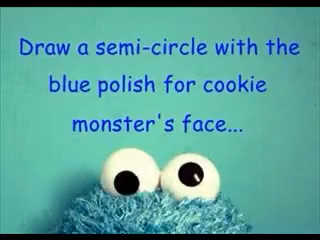 Draw a semi-circle with the
blue polish for cookie
monster's face...